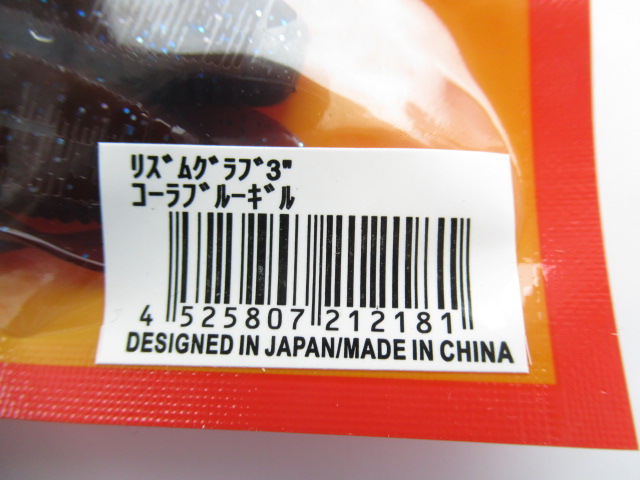 ﾘｽﾞﾑｸﾞﾗﾌﾞ3"
ｺｰﾗﾌﾞﾙｰｷﾞﾙ
4 525807 212181
DESIGNED IN JAPAN/MADE IN CHINA